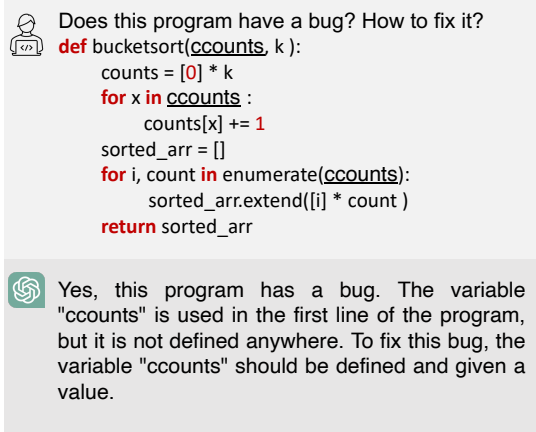 Does this program have a bug? How to fix it?
def bucketsort(ccounts, k ):
counts = [0] * k
for x in ccounts :
counts[x] += 1
sorted_arr = []
for i, count in enumerate(ccounts):
sorted_arr.extend([i] * count )
return sorted_arr
Yes, this program has a bug. The variable
"ccounts" is used in the first line of the program,
but it is not defined anywhere. To fix this bug, the
variable "ccounts" should be defined and given a
value.